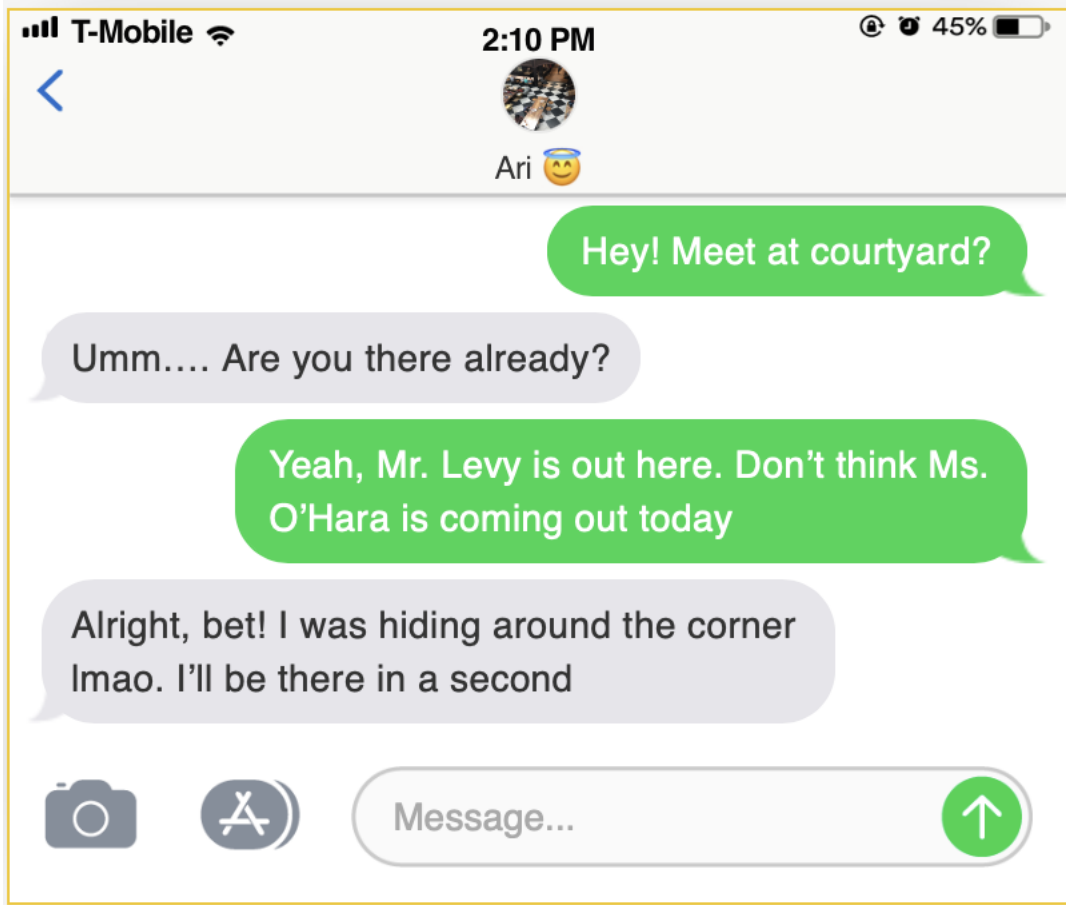 T-Mobile
2:10 PM
45%
Ari 😇
Hey! Meet at courtyard?
Umm.... Are you there already?
Yeah, Mr. Levy is out here. Don’t think Ms.
O’Hara is coming out today
Alright, bet! I was hiding around the corner
lmao. I’ll be there in a second
Message...